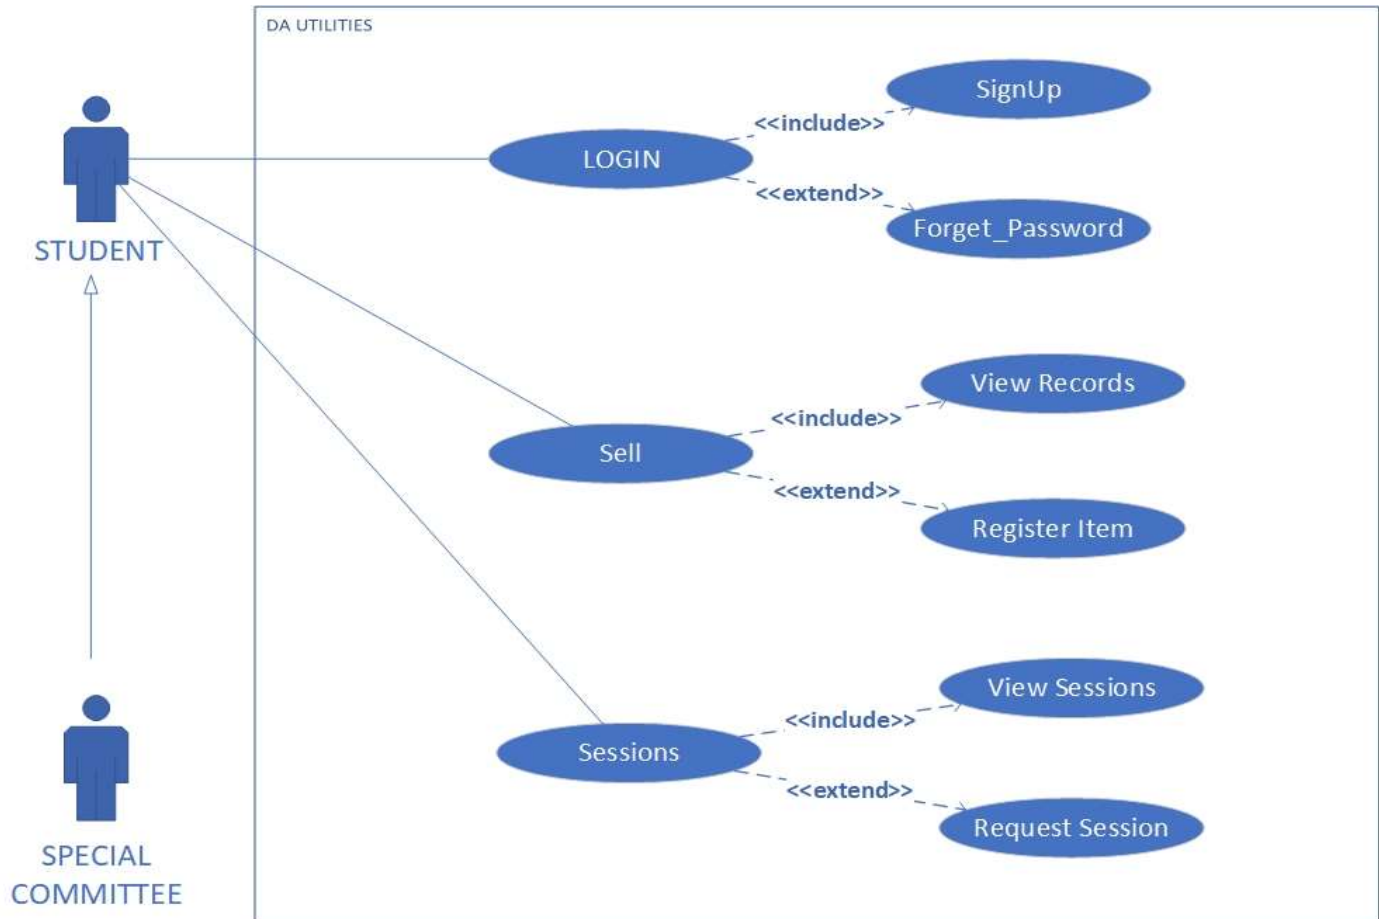 DA UTILITIES
SignUp
<<include>>
LOGIN
<<extend>>
Forget_Password
STUDENT
View Records
<<include>>
Sell
<<extend>>
Register Item
View Sessions
<<include>>
Sessions
<<extend>>
Request Session
SPECIAL
COMMITTEE